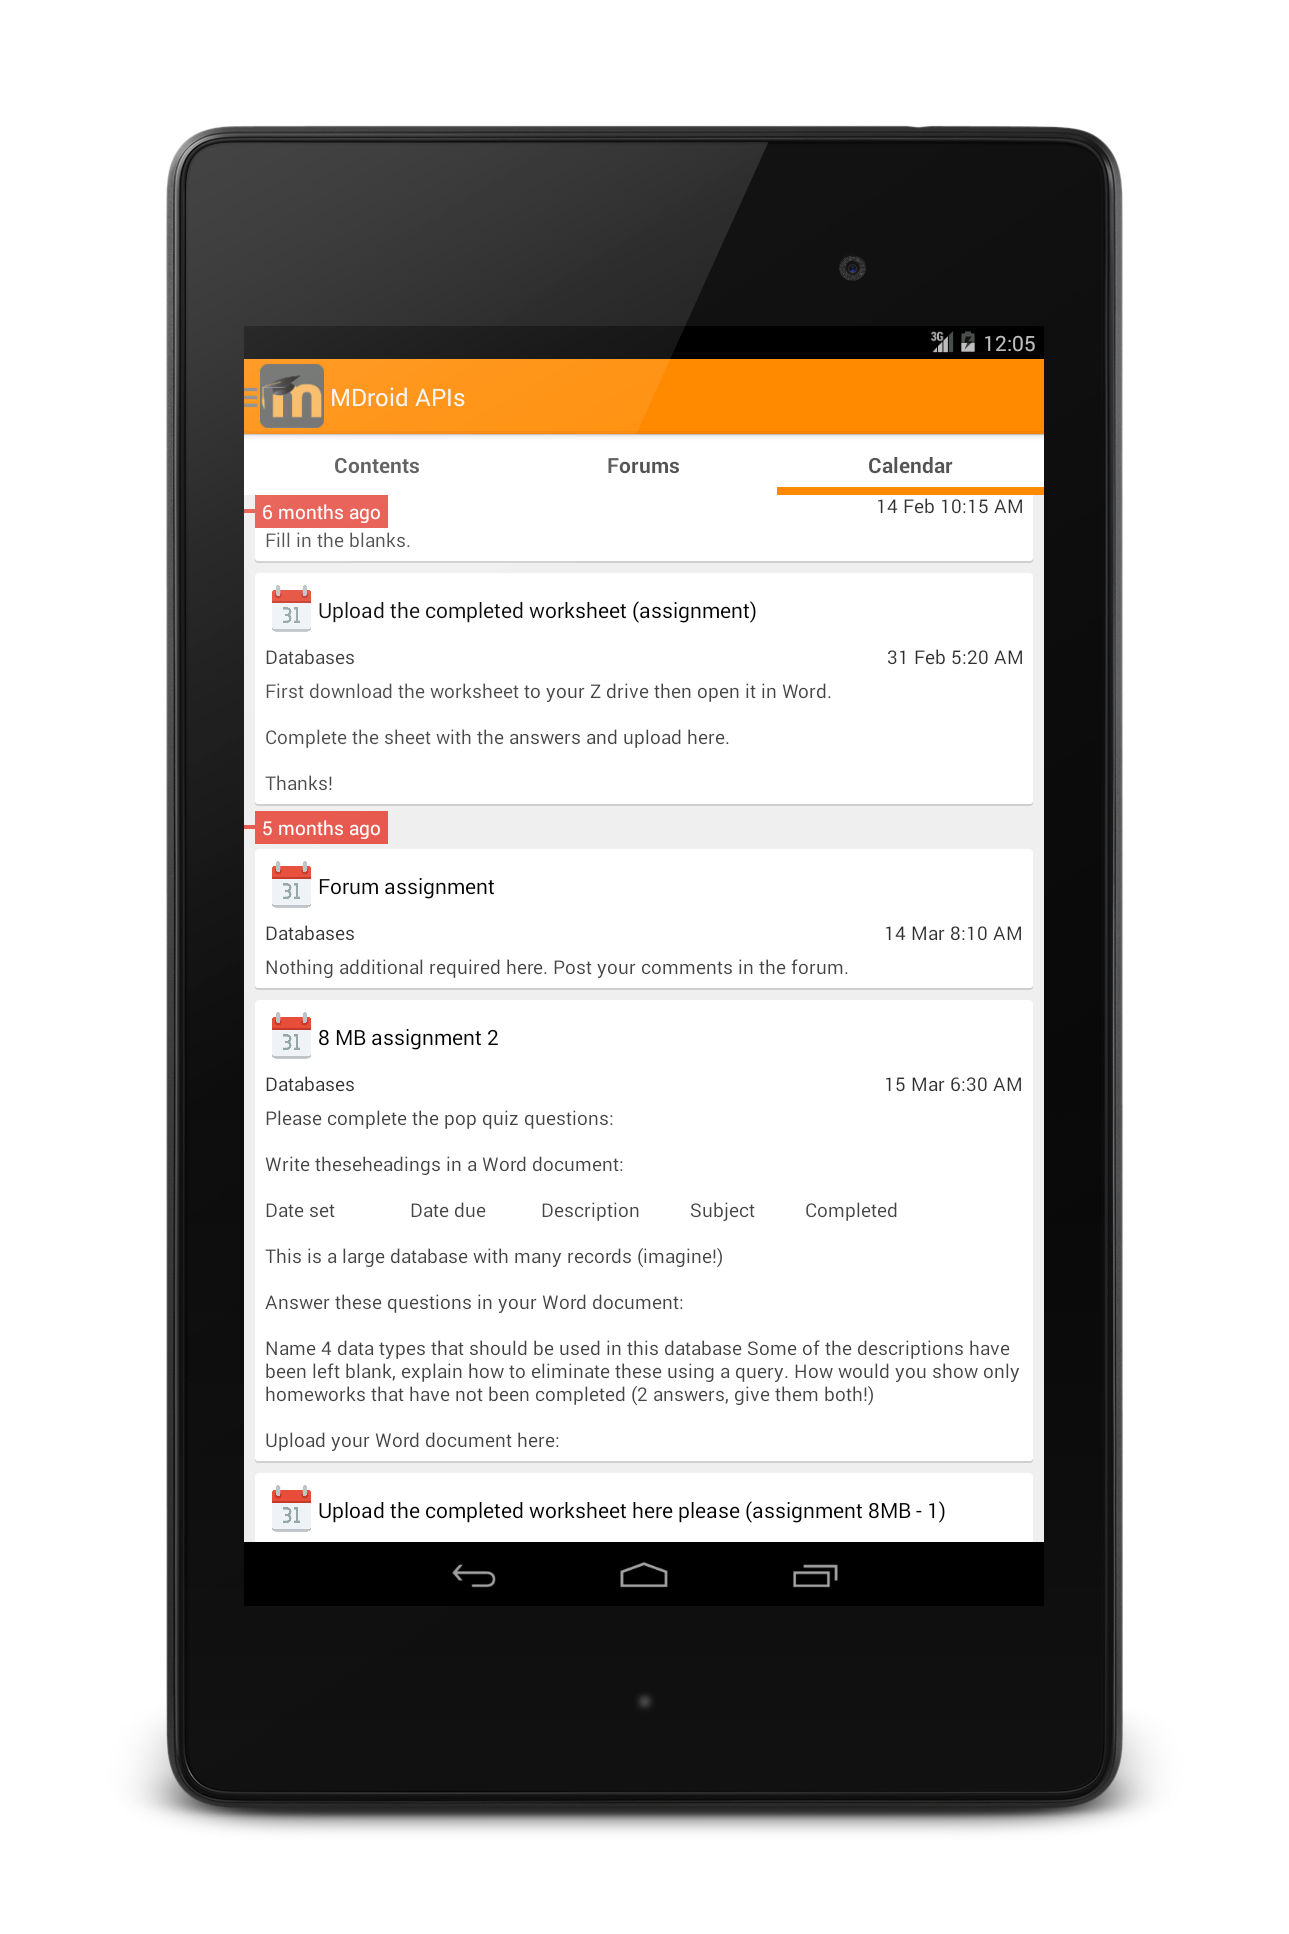 3G 12:05
m MDroid APIs
Contents Forums Calendar
6 months ago 14 Feb 10:15 AM
Fill in the blanks.
31 Upload the completed worksheet (assignment)
Databases 31 Feb 5:20 AM
First download the worksheet to your Z drive then open it in Word.
Complete the sheet with the answers and upload here.
Thanks!
5 months ago
31 Forum assignment
Databases 14 Mar 8:10 AM
Nothing additional required here. Post your comments in the forum.
31 8 MB assignment 2
Databases 15 Mar 6:30 AM
Please complete the pop quiz questions:
Write theseheadings in a Word document:
Date set Date due Description Subject Completed
This is a large database with many records (imagine!)
Answer these questions in your Word document:
Name 4 data types that should be used in this database Some of the descriptions have
been left blank, explain how to eliminate these using a query. How would you show only
homeworks that have not been completed (2 answers, give them both!)
Upload your Word document here:
31 Upload the completed worksheet here please (assignment 8MB - 1)